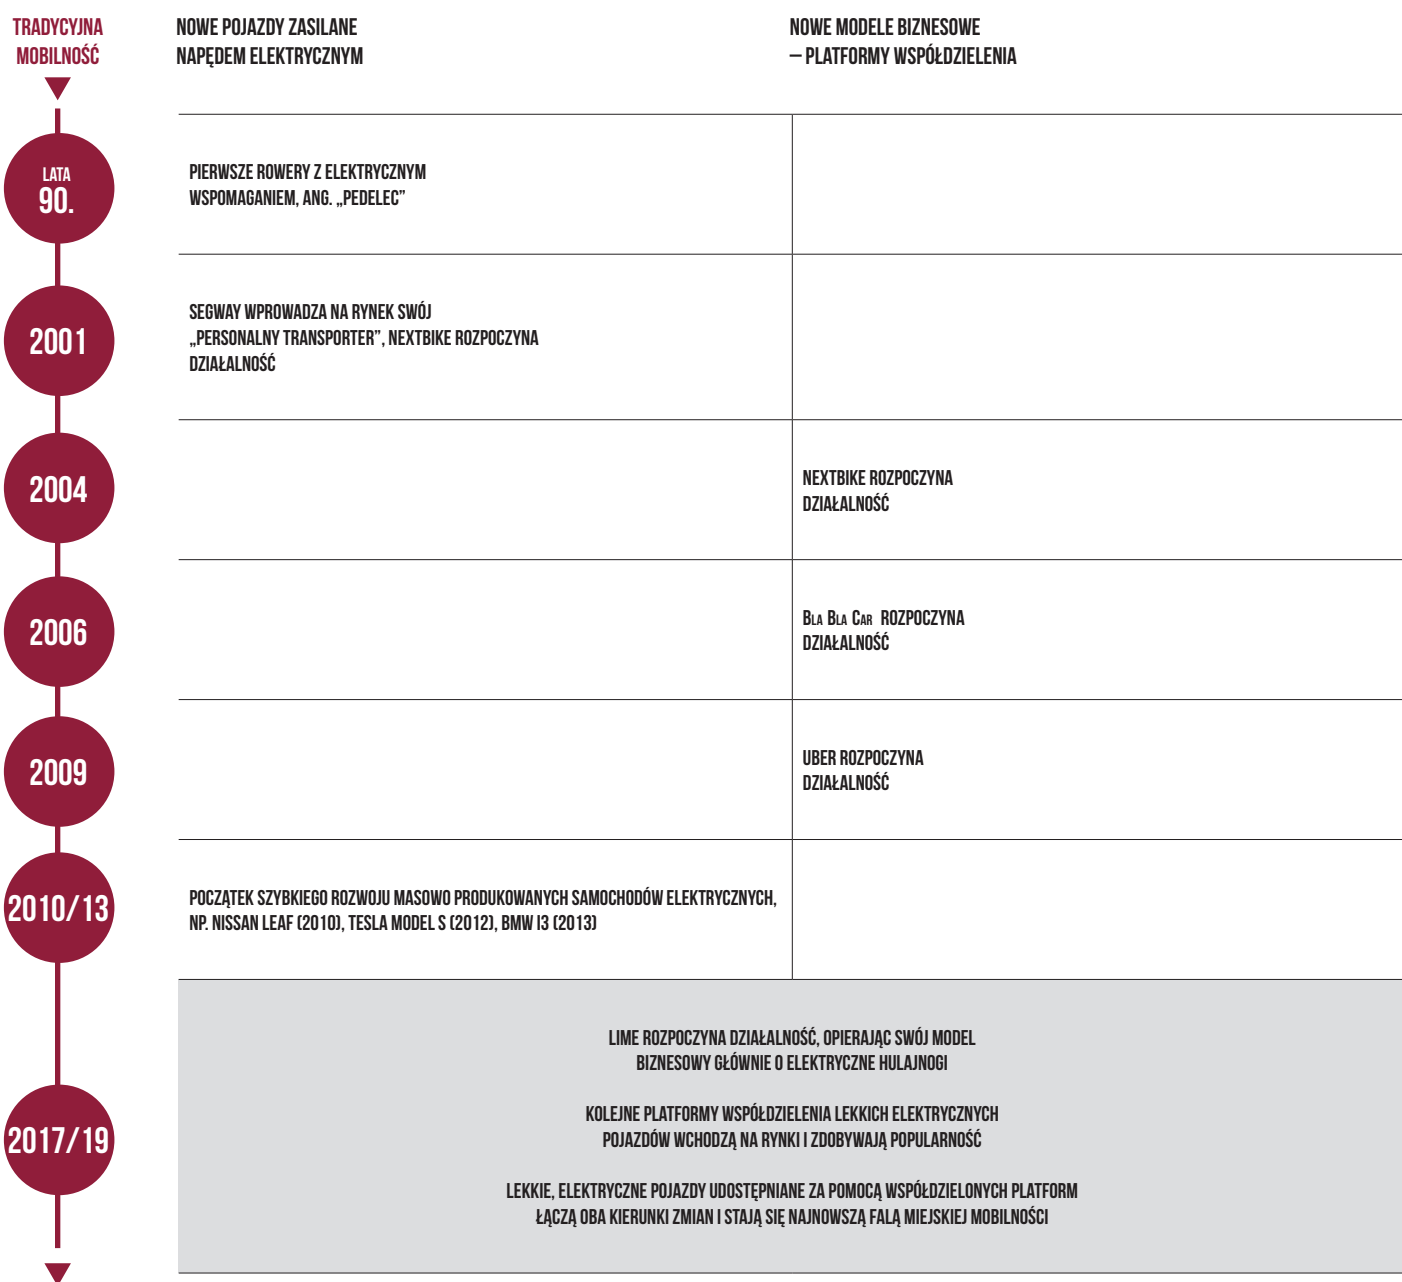 TRADYCYJNA
MOBILNOŚĆ
NOWE POJAZDY ZASILANE
NAPĘDEM ELEKTRYCZNYM
NOWE MODELE BIZNESOWE
– PLATFORMY WSPÓŁDZIELENIA
LATA
90.
PIERWSZE ROWERY Z ELEKTRYCZNYM
WSPOMAGANIEM, ANG. „PEDELEC”
2001
SEGWAY WPROWADZA NA RYNEK SWÓJ
„PERSONALNY TRANSPORTER”, NEXTBIKE ROZPOCZYNA
DZIAŁALNOŚĆ
2004
NEXTBIKE ROZPOCZYNA
DZIAŁALNOŚĆ
2006
Bla Bla Car ROZPOCZYNA
DZIAŁALNOŚĆ
2009
UBER ROZPOCZYNA
DZIAŁALNOŚĆ
2010/13
POCZĄTEK SZYBKIEGO ROZWOJU MASOWO PRODUKOWANYCH SAMOCHODÓW ELEKTRYCZNYCH,
NP. NISSAN LEAF (2010), TESLA MODEL S (2012), BMW I3 (2013)
2017/19
LIME ROZPOCZYNA DZIAŁALNOŚĆ, OPIERAJĄC SWÓJ MODEL
BIZNESOWY GŁÓWNIE O ELEKTRYCZNE HULAJNOGI
KOLEJNE PLATFORMY WSPÓŁDZIELENIA LEKKICH ELEKTRYCZNYCH
POJAZDÓW WCHODZĄ NA RYNKI I ZDOBYWAJĄ POPULARNOŚĆ
LEKKIE, ELEKTRYCZNE POJAZDY UDOSTĘPNIANE ZA POMOCĄ WSPÓŁDZIELONYCH PLATFORM
ŁĄCZĄ OBA KIERUNKI ZMIAN I STAJĄ SIĘ NAJNOWSZĄ FALĄ MIEJSKIEJ MOBILNOŚCI